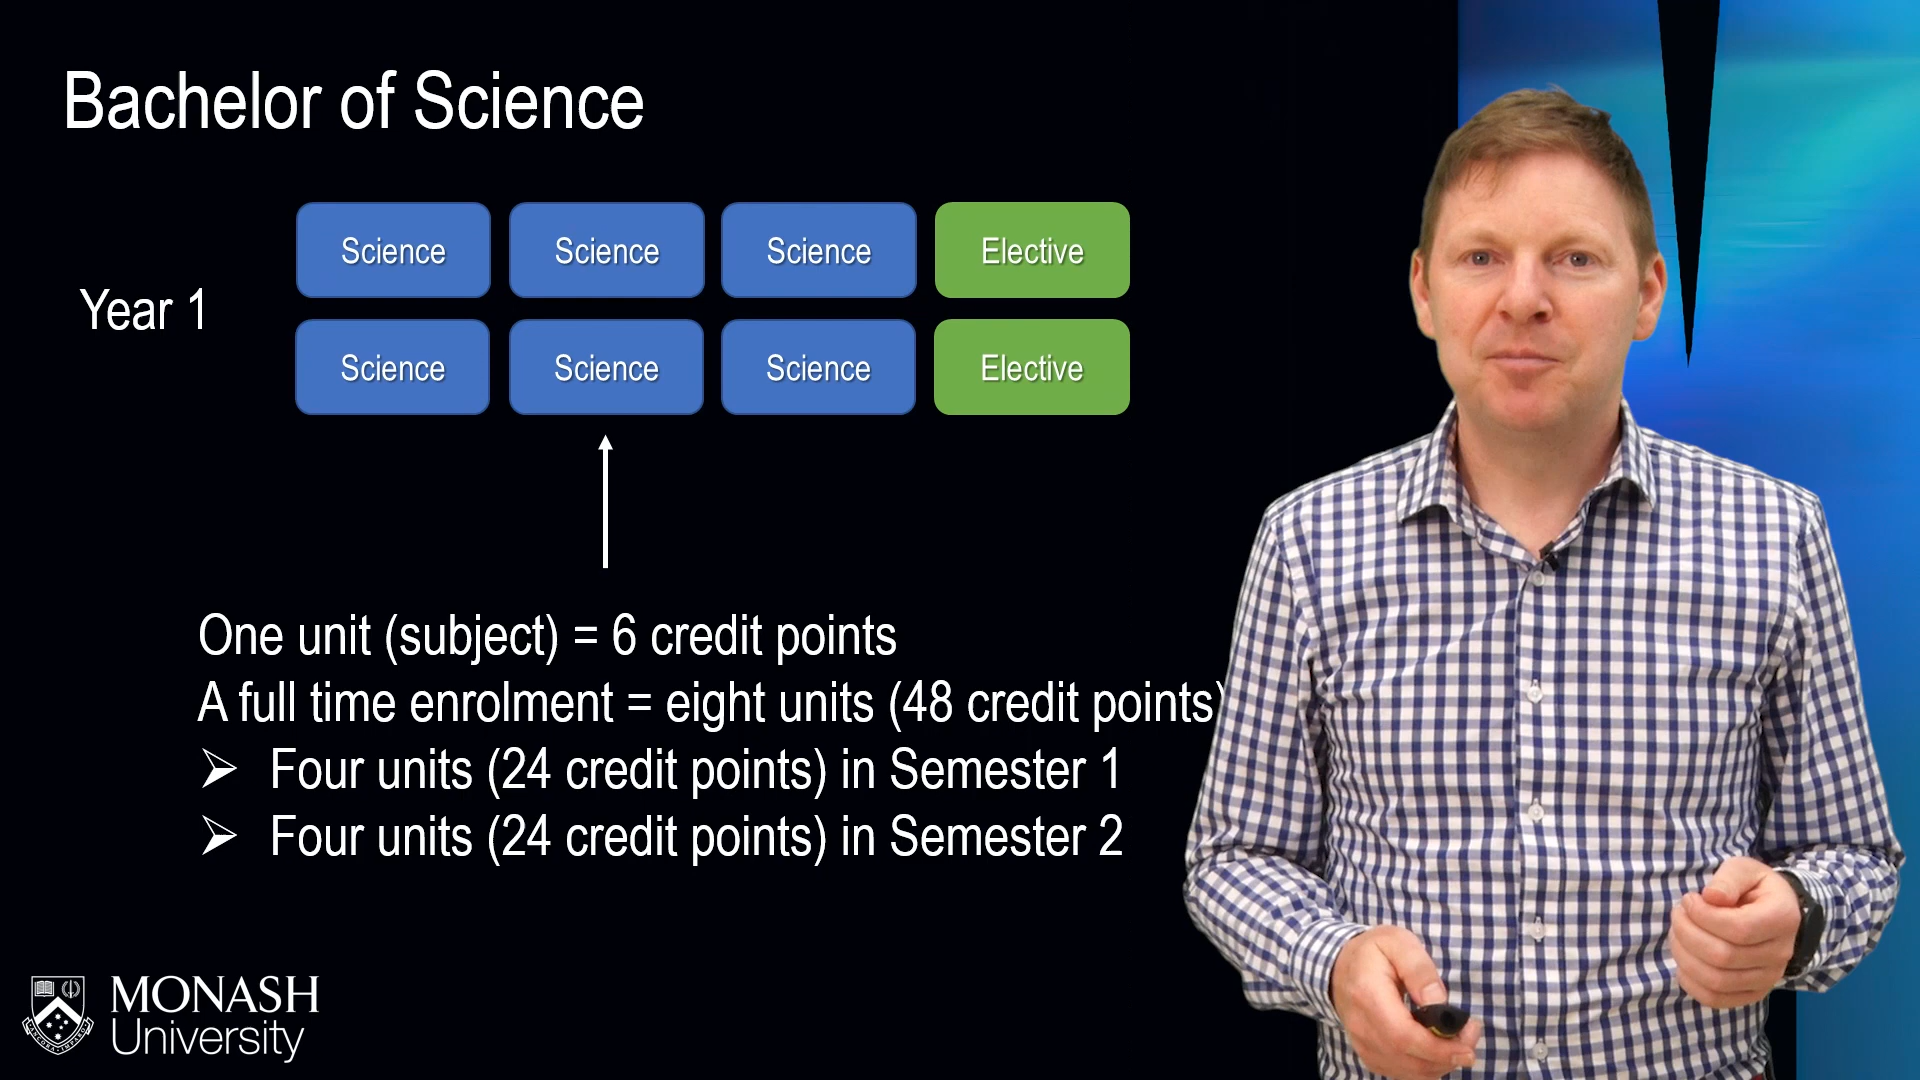 Bachelor of Science
Science Science Science Elective
Year 1
Science Science Science Elective
One unit (subject) = 6 credit points
A full time enrolment = eight units (48 credit points)
➢ Four units (24 credit points) in Semester 1
➢ Four units (24 credit points) in Semester 2
MONASH
University